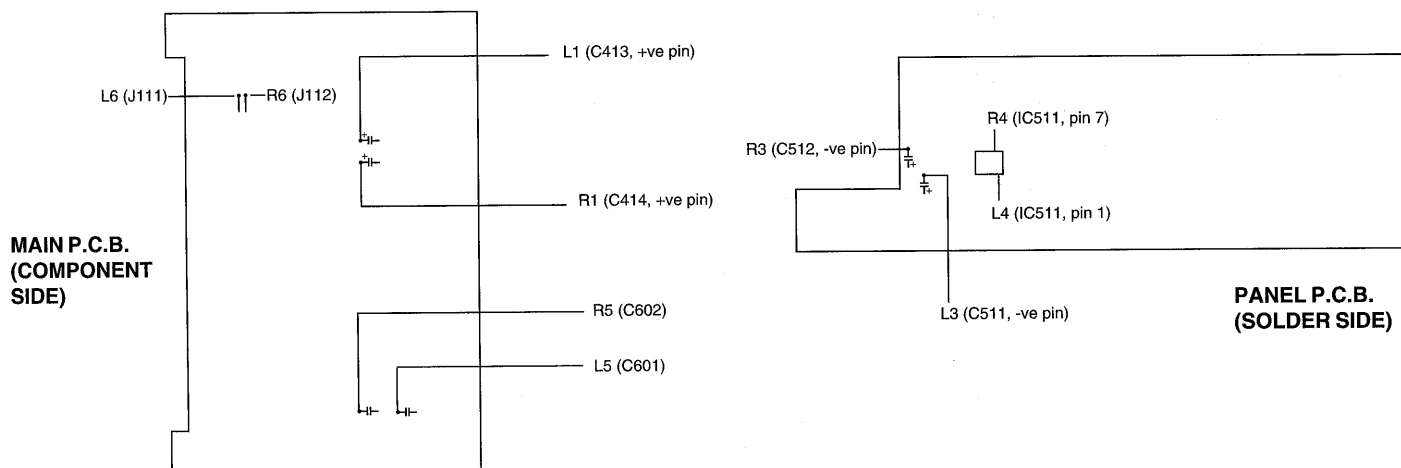 L1 (C413, +ve pin)
L6 (J111)
R6 (J112)
+
+
R1 (C414, +ve pin)
MAIN P.C.B.
(COMPONENT
SIDE)
R5 (C602)
L5 (C601)
R4 (IC511, pin 7)
R3 (C512, -ve pin)
+
+
L4 (IC511, pin 1)
L3 (C511, -ve pin)
PANEL P.C.B.
(SOLDER SIDE)